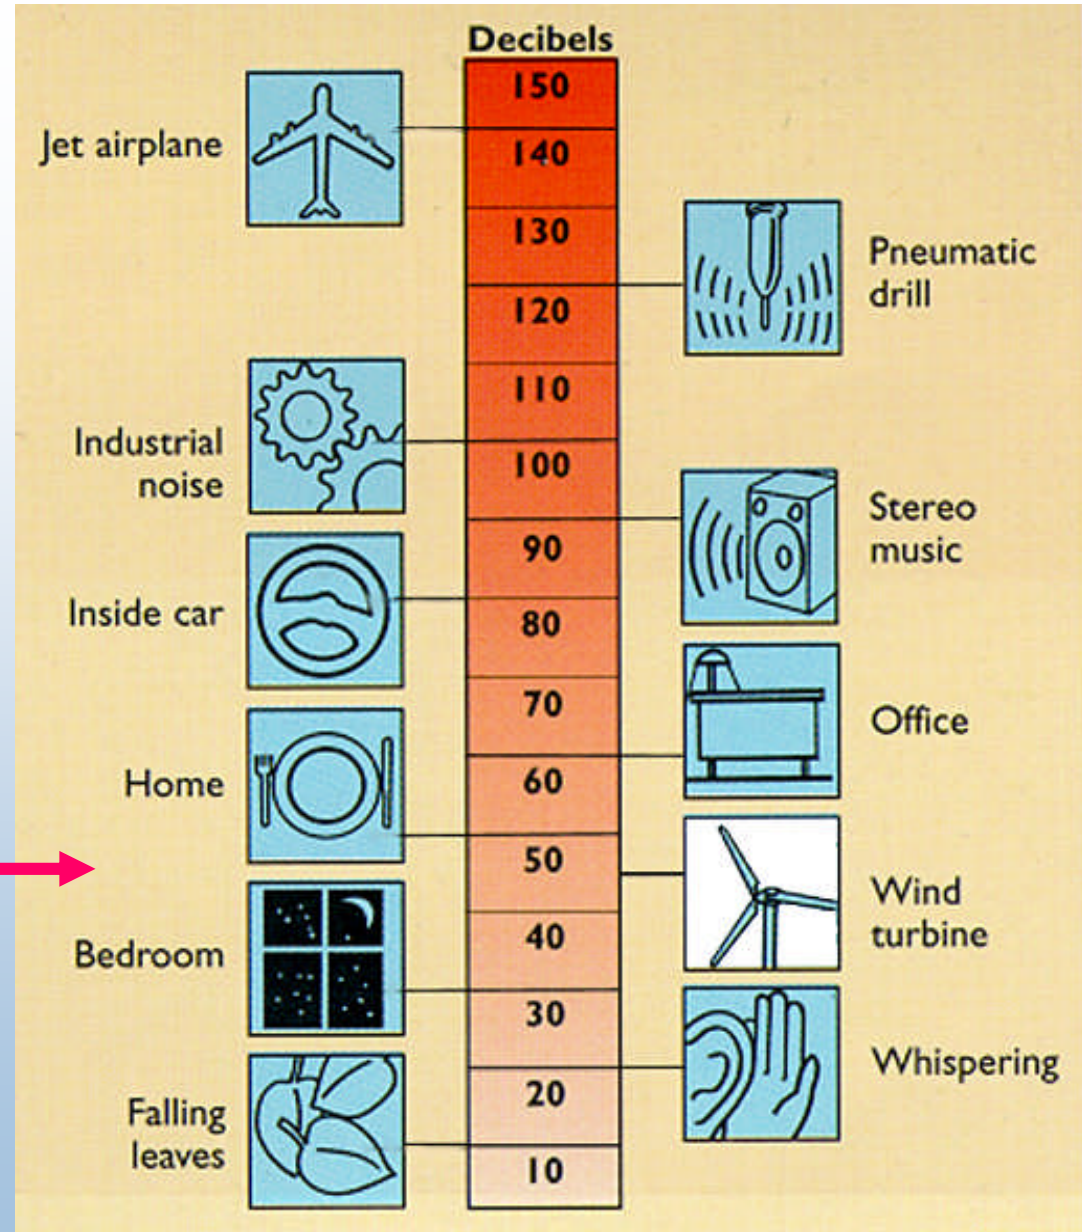 Decibels
150
Jet airplane
140
130
Pneumatic
drill
120
110
Industrial
noise
100
Stereo
music
90
Inside car
80
70
Office
Home
60
50
Wind
turbine
Bedroom
40
30
Whispering
20
Falling
leaves
10